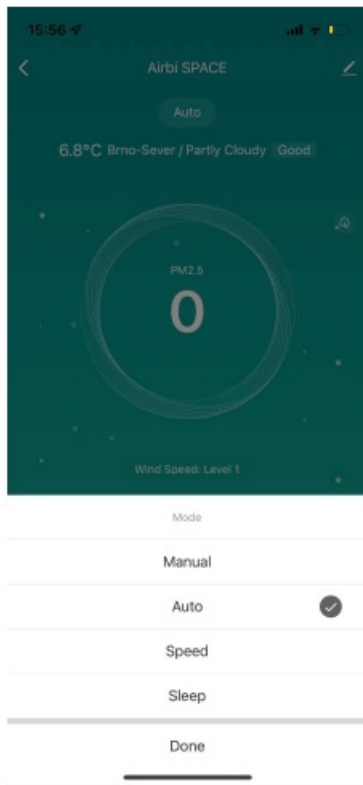 15:56
Airbi SPACE
Auto
6.8°C Brno-Sever / Partly Cloudy Good
PM2.5
0
Wind Speed: Level 1
Mode
Manual
Auto
Speed
Sleep
Done